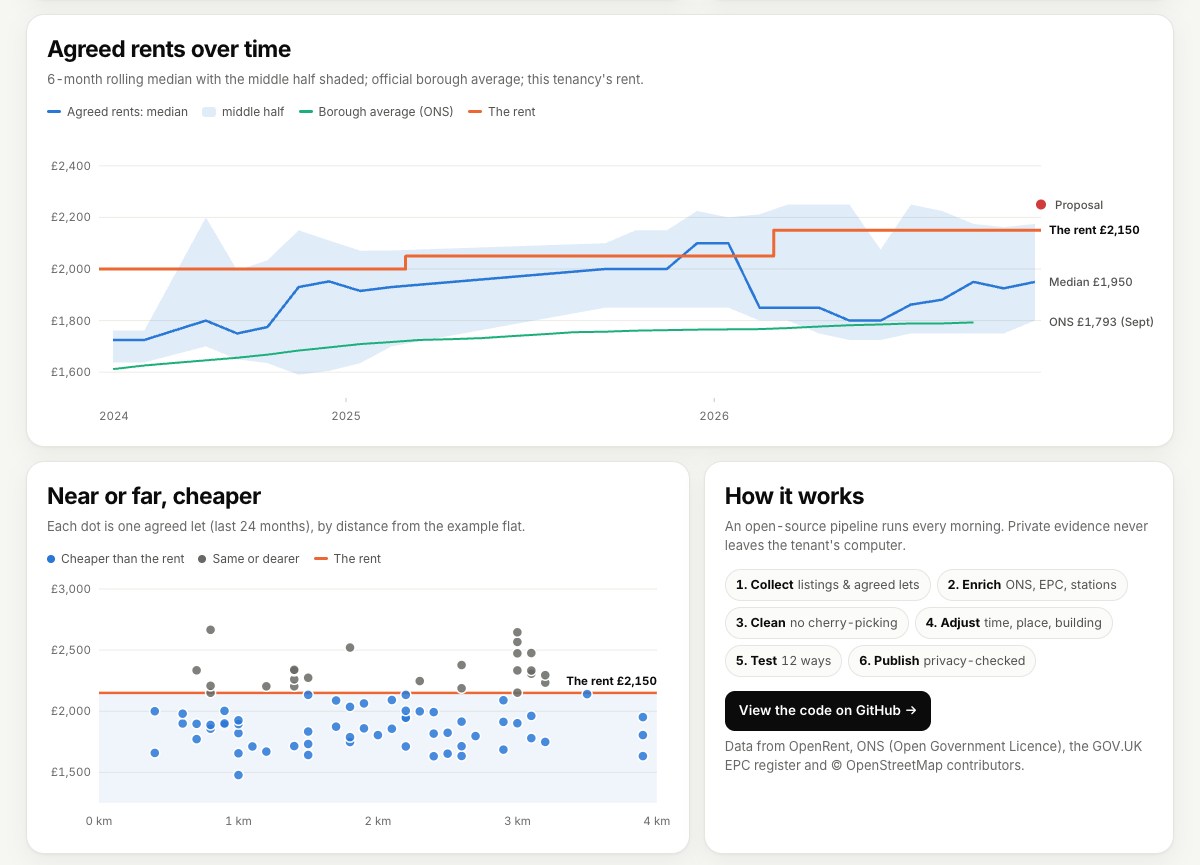 Agreed rents over time
6-month rolling median with the middle half shaded; official borough average; this tenancy's rent.
Agreed rents: median middle half Borough average (ONS) The rent
£2,400
£2,200
£2,000
£1,800
£1,600
Proposal
The rent £2,150
Median £1,950
ONS £1,793 (Sept)
2024 2025 2026
Near or far, cheaper
Each dot is one agreed let (last 24 months), by distance from the example flat.
Cheaper than the rent Same or dearer The rent
£3,000
£2,500
The rent £2,150
£2,000
£1,500
0 km 1 km 2 km 3 km 4 km
How it works
An open-source pipeline runs every morning. Private evidence never
leaves the tenant's computer.
1. Collect listings & agreed lets 2. Enrich ONS, EPC, stations
3. Clean no cherry-picking 4. Adjust time, place, building
5. Test 12 ways 6. Publish privacy-checked
View the code on GitHub →
Data from OpenRent, ONS (Open Government Licence), the GOV.UK
EPC register and © OpenStreetMap contributors.